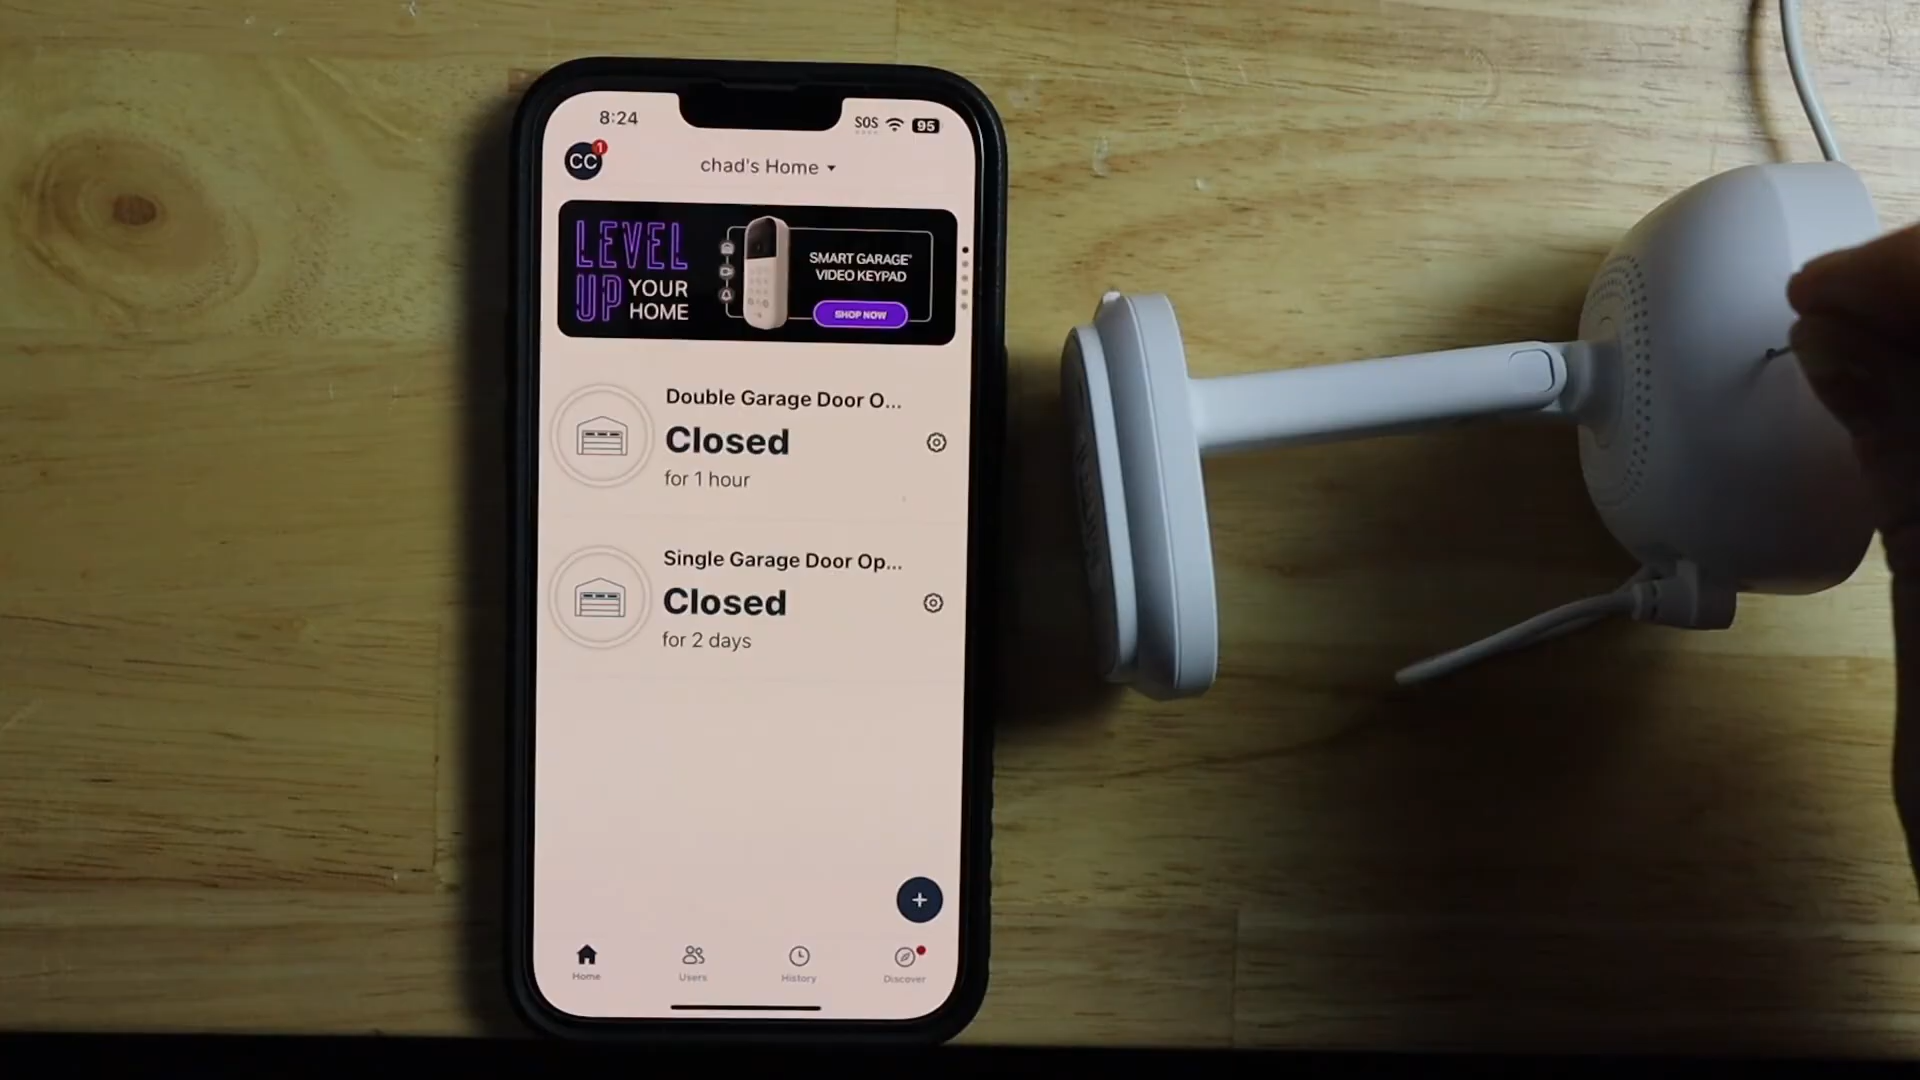 8:24
SOS
95
CC
1
chad's Home
LEVEL
UP YOUR
HOME
SMART GARAGE®
VIDEO KEYPAD
SHOP NOW
Double Garage Door O...
Closed
for 1 hour
Single Garage Door Op...
Closed
for 2 days
+
Home
Users
History
Discover